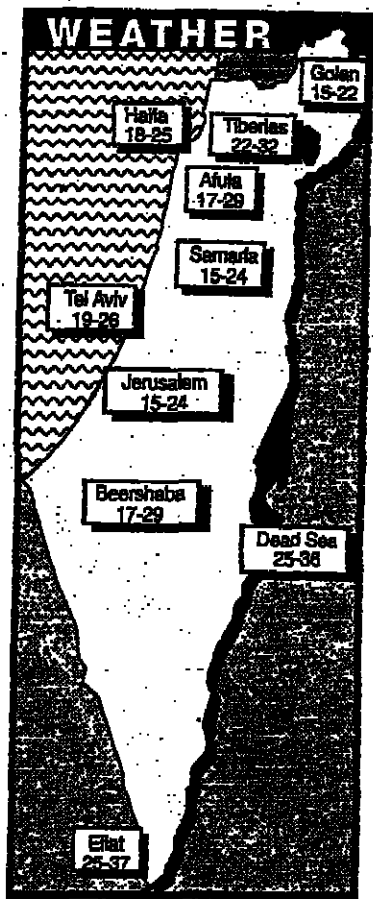 WEATHER
Golan
15-22
Haifa
18-25
Tiberias
22-32
Afula
17-29
Samaria
15-24
Tel Aviv
19-26
Jerusalem
15-24
Beersheba
17-29
Dead Sea
25-36
Eilat
25-37